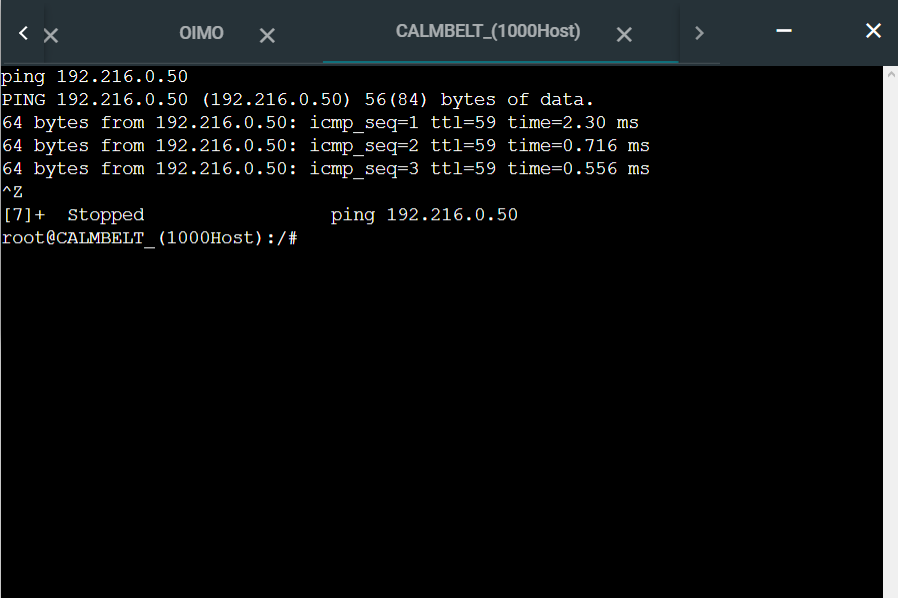 OIMO
CALMBELT_(1000Host)
ping 192.216.0.50
PING 192.216.0.50 (192.216.0.50) 56(84) bytes of data.
64 bytes from 192.216.0.50: icmp_seq=1 ttl=59 time=2.30 ms
64 bytes from 192.216.0.50: icmp_seq=2 ttl=59 time=0.716 ms
64 bytes from 192.216.0.50: icmp_seq=3 ttl=59 time=0.556 ms
^Z
[7]+  Stopped                 ping 192.216.0.50
root@CALMBELT_(1000Host):/#